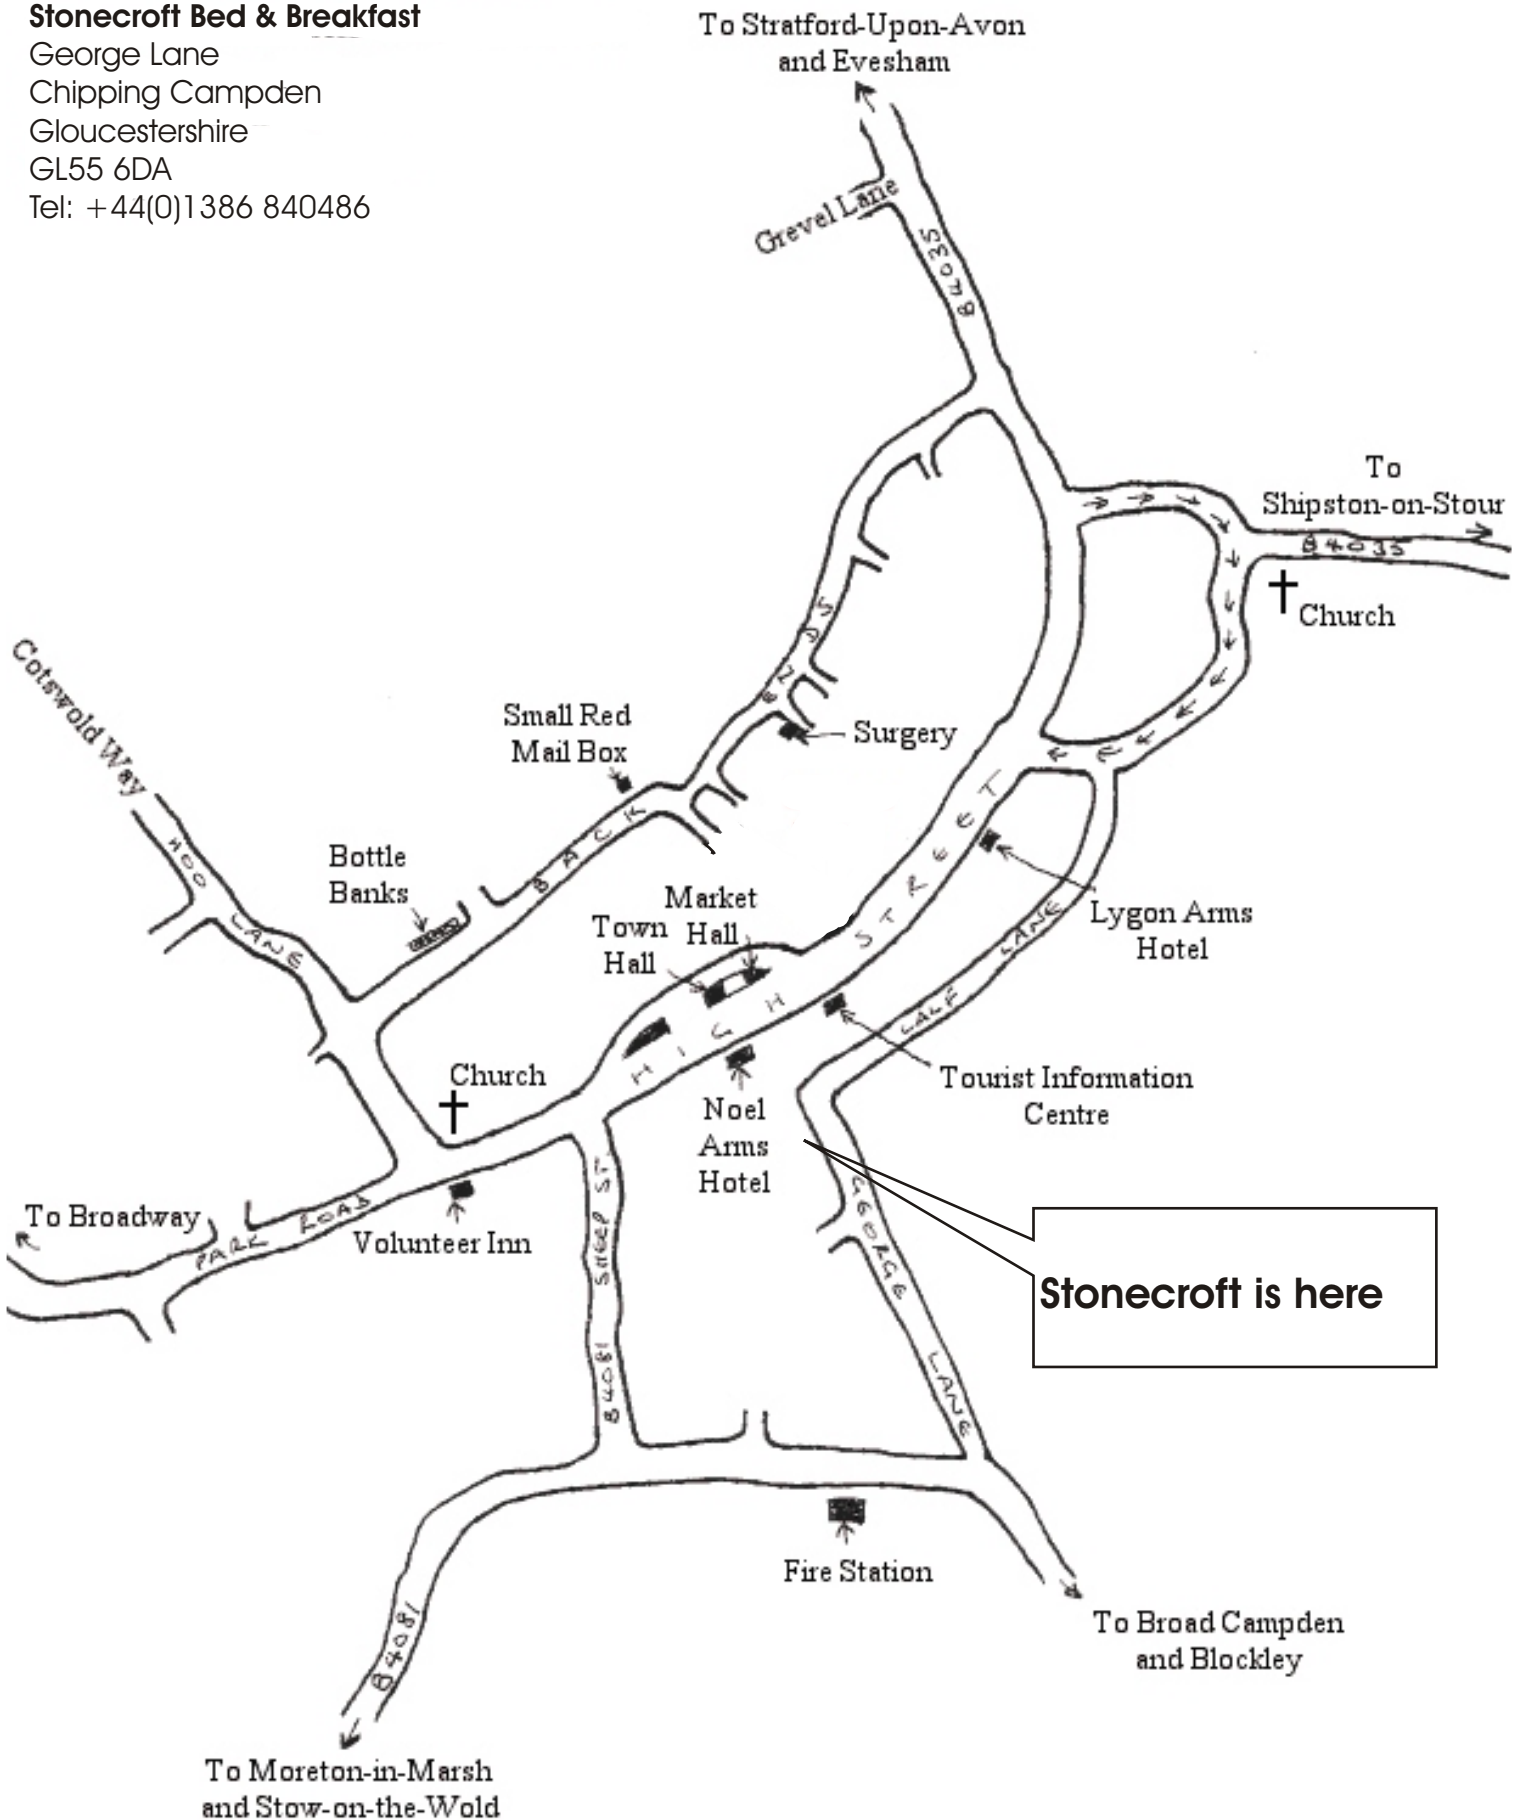 Stonecroft Bed & Breakfast
George Lane
Chipping Campden
Gloucestershire
GL55 6DA
Tel: +44(0)1386 840486
To Stratford-Upon-Avon
and Evesham
Grevel Lane
B4035
To
Shipston-on-Stour
B4035
Church
Cotswold Way
HOO
LANE
Small Red
Mail Box
Surgery
BACK
ENDS
Bottle
Banks
Market
Hall
Town
Hall
HIGH
STREET
Lygon Arms
Hotel
CALF
LANE
Tourist Information
Centre
Noel
Arms
Hotel
Church
Volunteer Inn
To Broadway
PARK ROAD
SHEEP ST.
B4081
GEORGE
LANE
Stonecroft is here
Fire Station
To Broad Campden
and Blockley
B4081
To Moreton-in-Marsh
and Stow-on-the-Wold